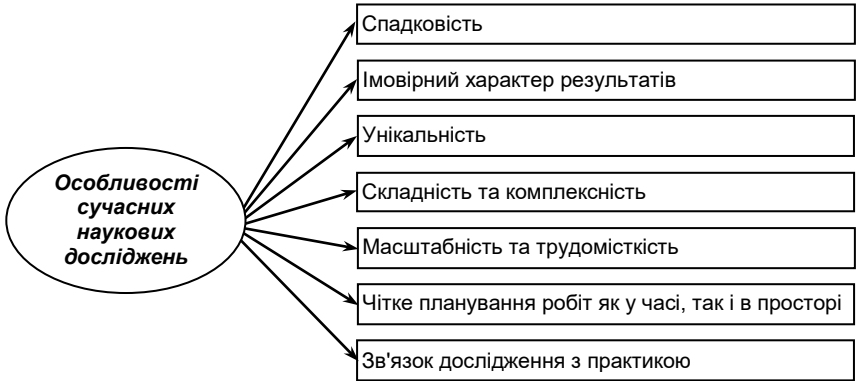 Особливості
сучасних
наукових
досліджень
Спадковість
Імовірний характер результатів
Унікальність
Складність та комплексність
Масштабність та трудомісткість
Чітке планування робіт як у часі, так і в просторі
Зв'язок дослідження з практикою